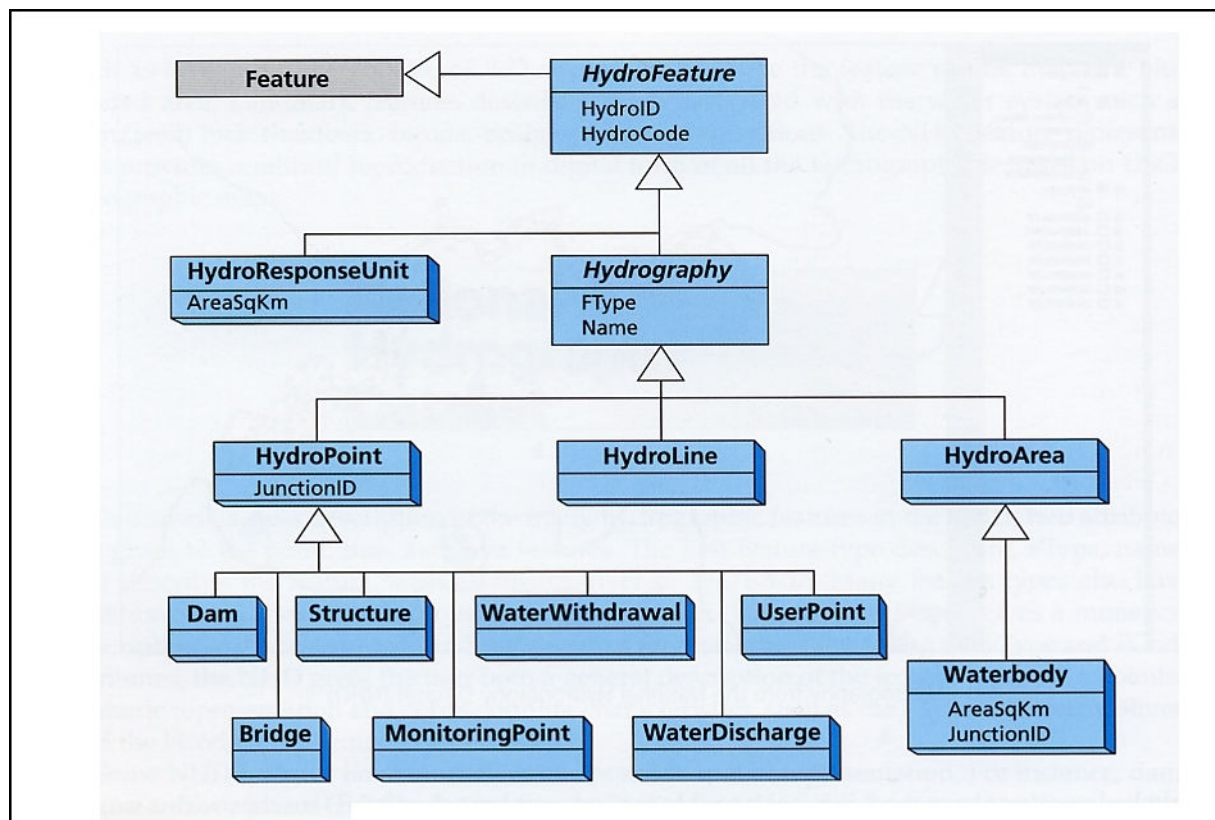 Feature
HydroFeature
HydroID
HydroCode
HydroResponseUnit
AreaSqKm
Hydrography
FType
Name
HydroPoint
JunctionID
HydroLine
HydroArea
Dam
Structure
WaterWithdrawal
UserPoint
Bridge
MonitoringPoint
WaterDischarge
Waterbody
AreaSqKm
JunctionID